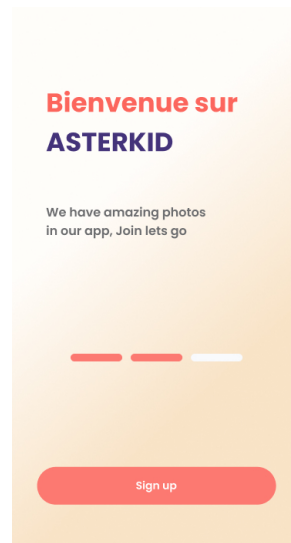 Bienvenue sur
ASTERKID
We have amazing photos
in our app, Join lets go
Sign up